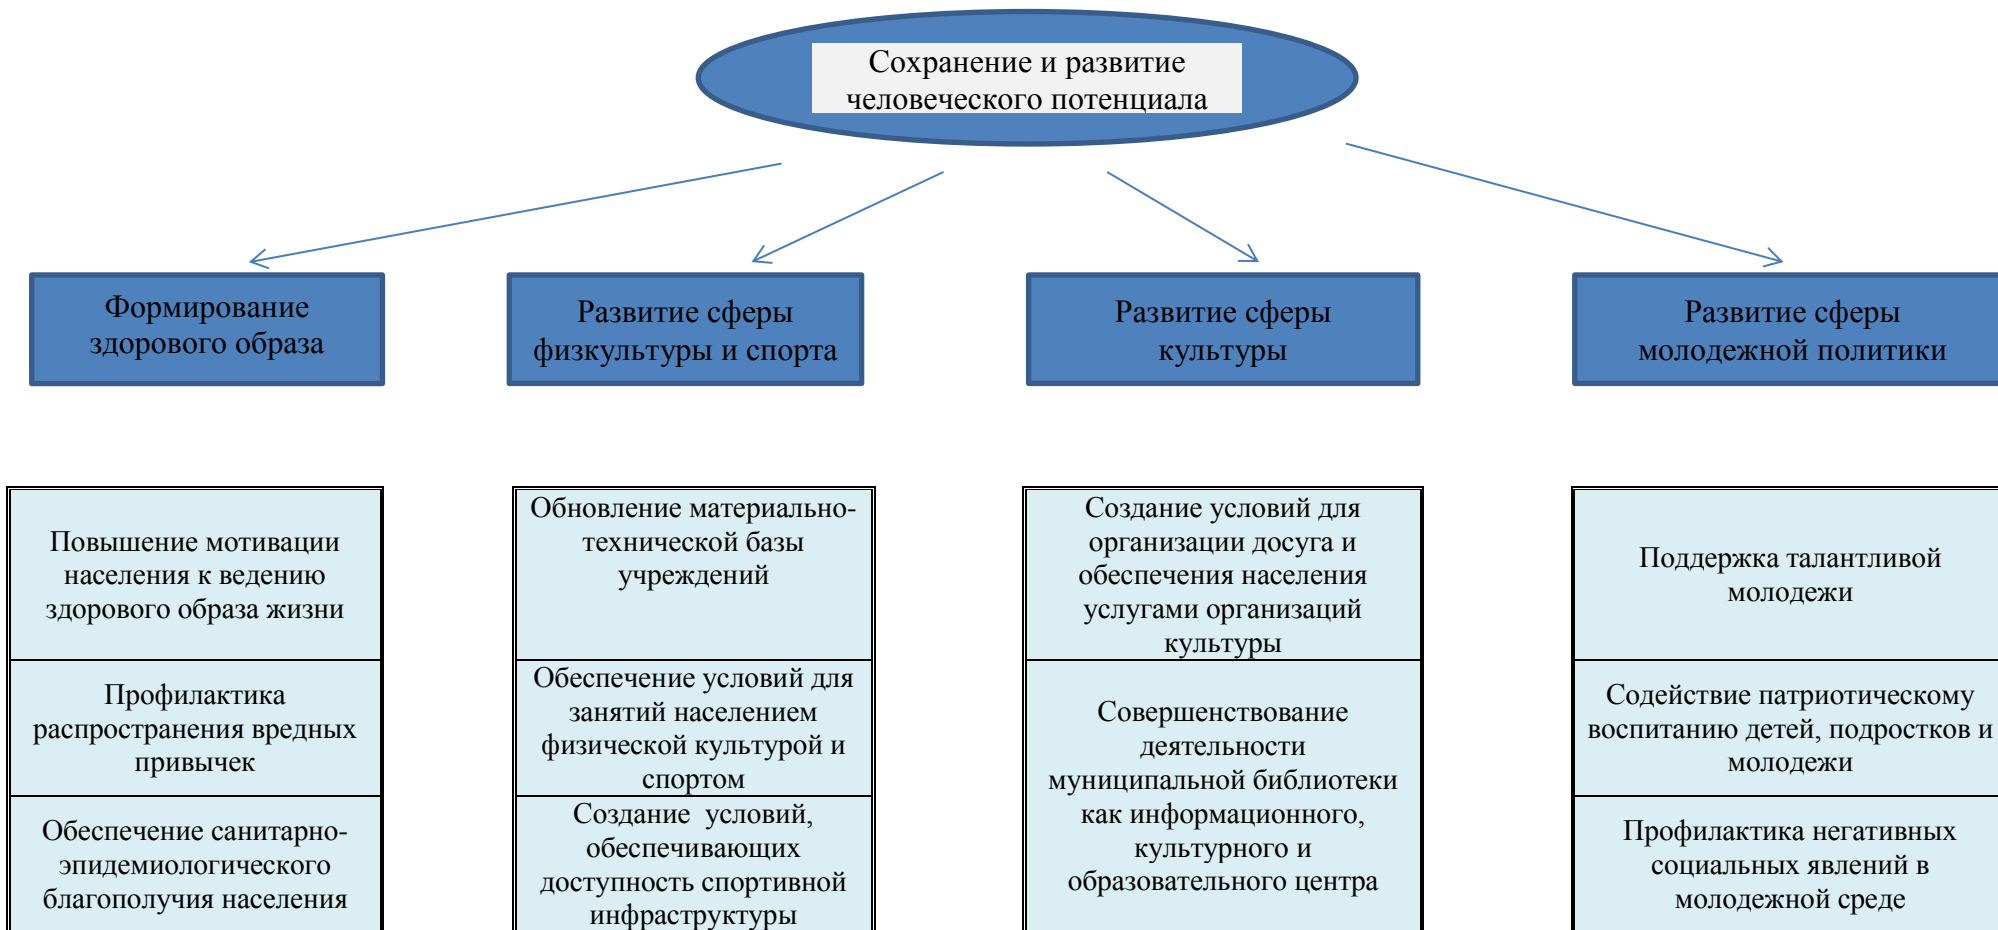 Сохранение и развитие
человеческого потенциала
Формирование
здорового образа
Развитие сферы
физкультуры и спорта
Развитие сферы
культуры
Развитие сферы
молодежной политики
Повышение мотивации
населения к ведению
здорового образа жизни
Профилактика
распространения вредных
привычек
Обеспечение санитарно-
эпидемиологического
благополучия населения
Обновление материально-
технической базы
учреждений
Обеспечение условий для
занятий населением
физической культурой и
спортом
Создание условий,
обеспечивающих
доступность спортивной
инфраструктуры
Создание условий для
организации досуга и
обеспечения населения
услугами организаций
культуры
Совершенствование
деятельности
муниципальной библиотеки
как информационного,
культурного и
образовательного центра
Поддержка талантливой
молодежи
Содействие патриотическому
воспитанию детей, подростков и
молодежи
Профилактика негативных
социальных явлений в
молодежной среде